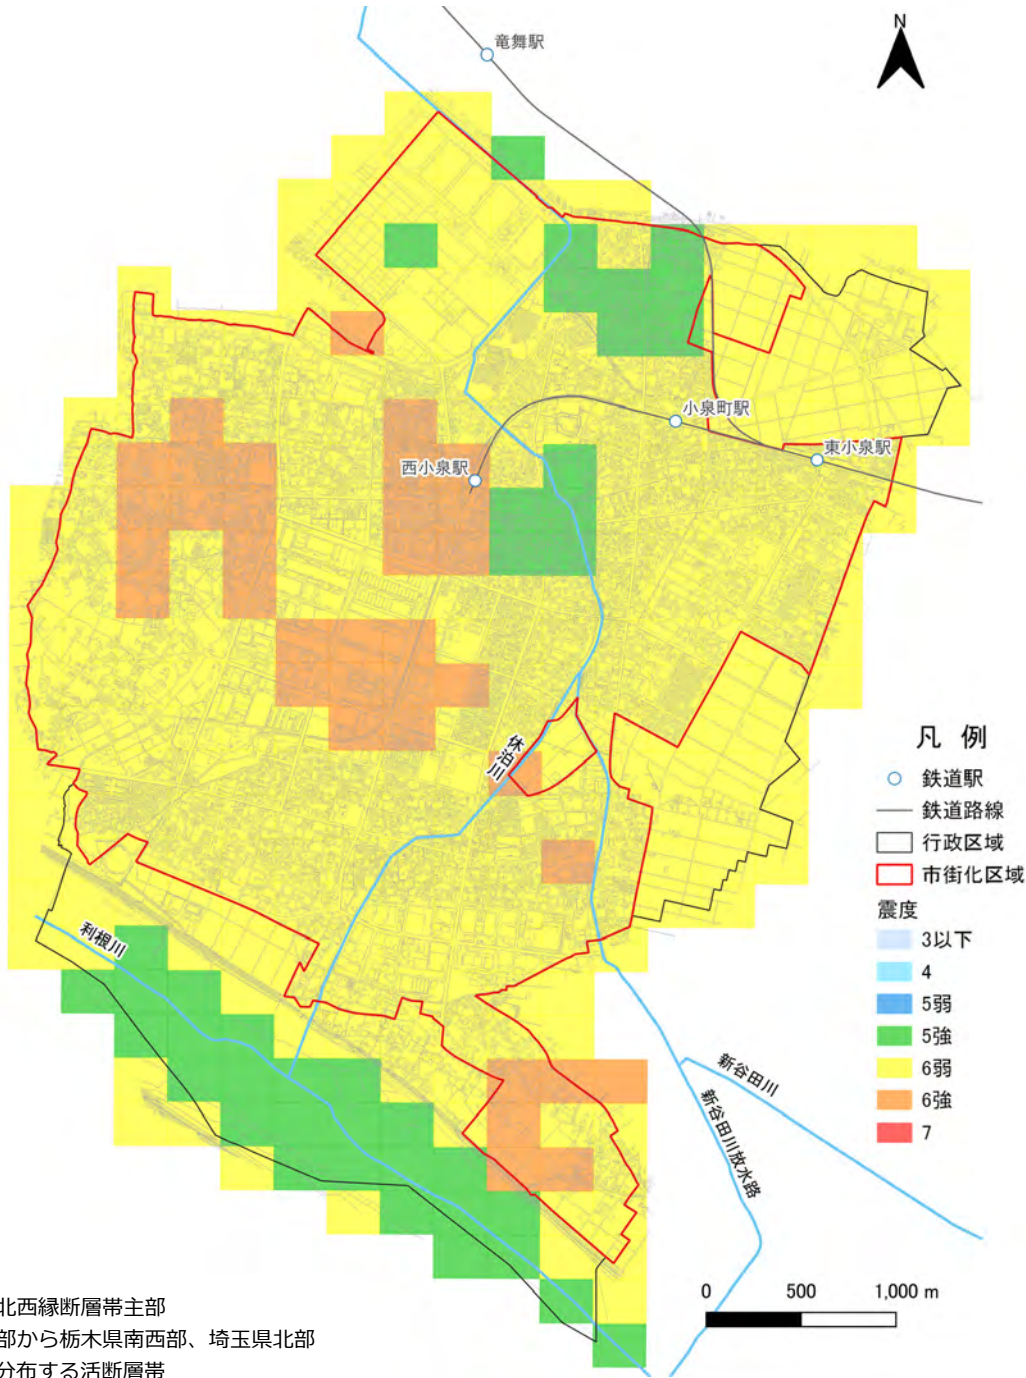 N
竜舞駅
小泉町駅
東小泉駅
西小泉駅
休泊川
利根川
新谷田川
新谷田川放水路
凡 例
鉄道駅
鉄道路線
行政区域
市街化区域
震度
3以下
4
5弱
5強
6弱
6強
7
0 500 1,000 m
北西縁断層帯主部
部から栃木県南西部、埼玉県北部
分布する活断層帯